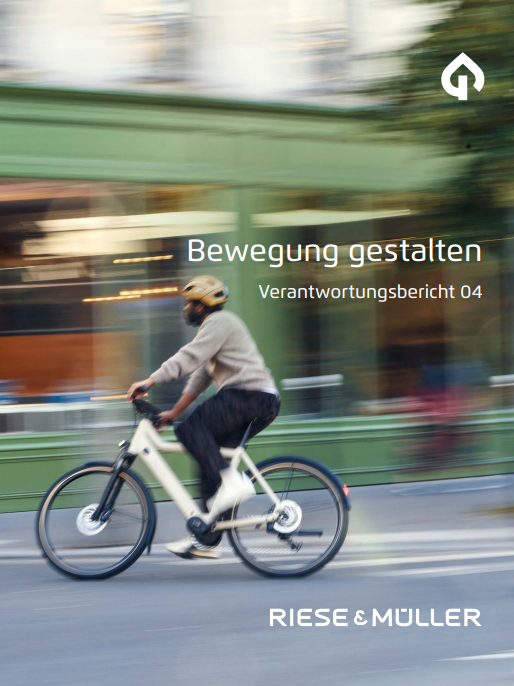 Bewegung gestalten
Verantwortungsbericht 04
RIESE & MÜLLER